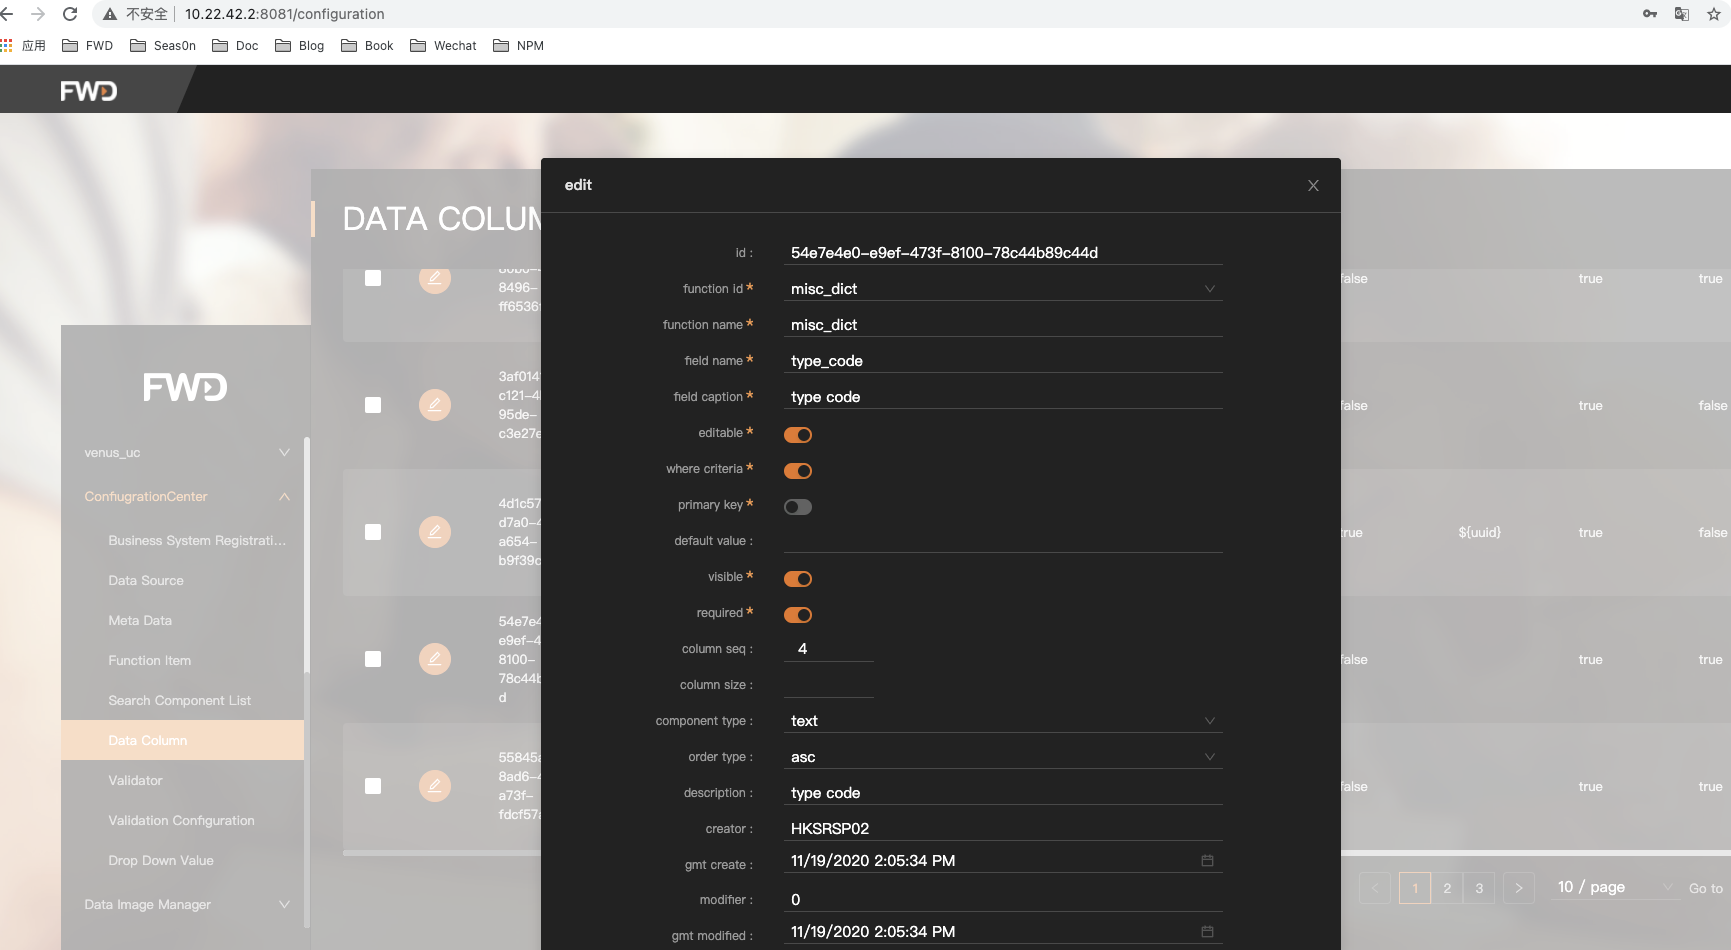 不安全 10.22.42.2:8081/configuration
应用 FWD Seas0n Doc Blog Book Wechat NPM
FWD
DATA COLUM
FWD
venus_uc
ConfiugrationCenter
Business System Registrati...
Data Source
Meta Data
Function Item
Search Component List
Data Column
Validator
Validation Configuration
Drop Down Value
Data Image Manager
8496-
ff6536
false true true
3af014
c121-4
95de-
c3e27e
false true false
4d1c57
d7a0-4
a654-
b9f39c
true ${uuid} true false
54e7e4
e9ef-4
8100-
78c44b
d
false true true
55845a
8ad6-4
a73f-
fdcf57a
false true true
edit
id : 54e7e4e0-e9ef-473f-8100-78c44b89c44d
function id * misc_dict
function name * misc_dict
field name * type_code
field caption * type code
editable *
where criteria *
primary key *
default value :
visible *
required *
column seq : 4
column size :
component type : text
order type : asc
description : type code
creator : HKSRSP02
gmt create : 11/19/2020 2:05:34 PM
modifier : 0
gmt modified : 11/19/2020 2:05:34 PM
1 2 3 10 / page Go to